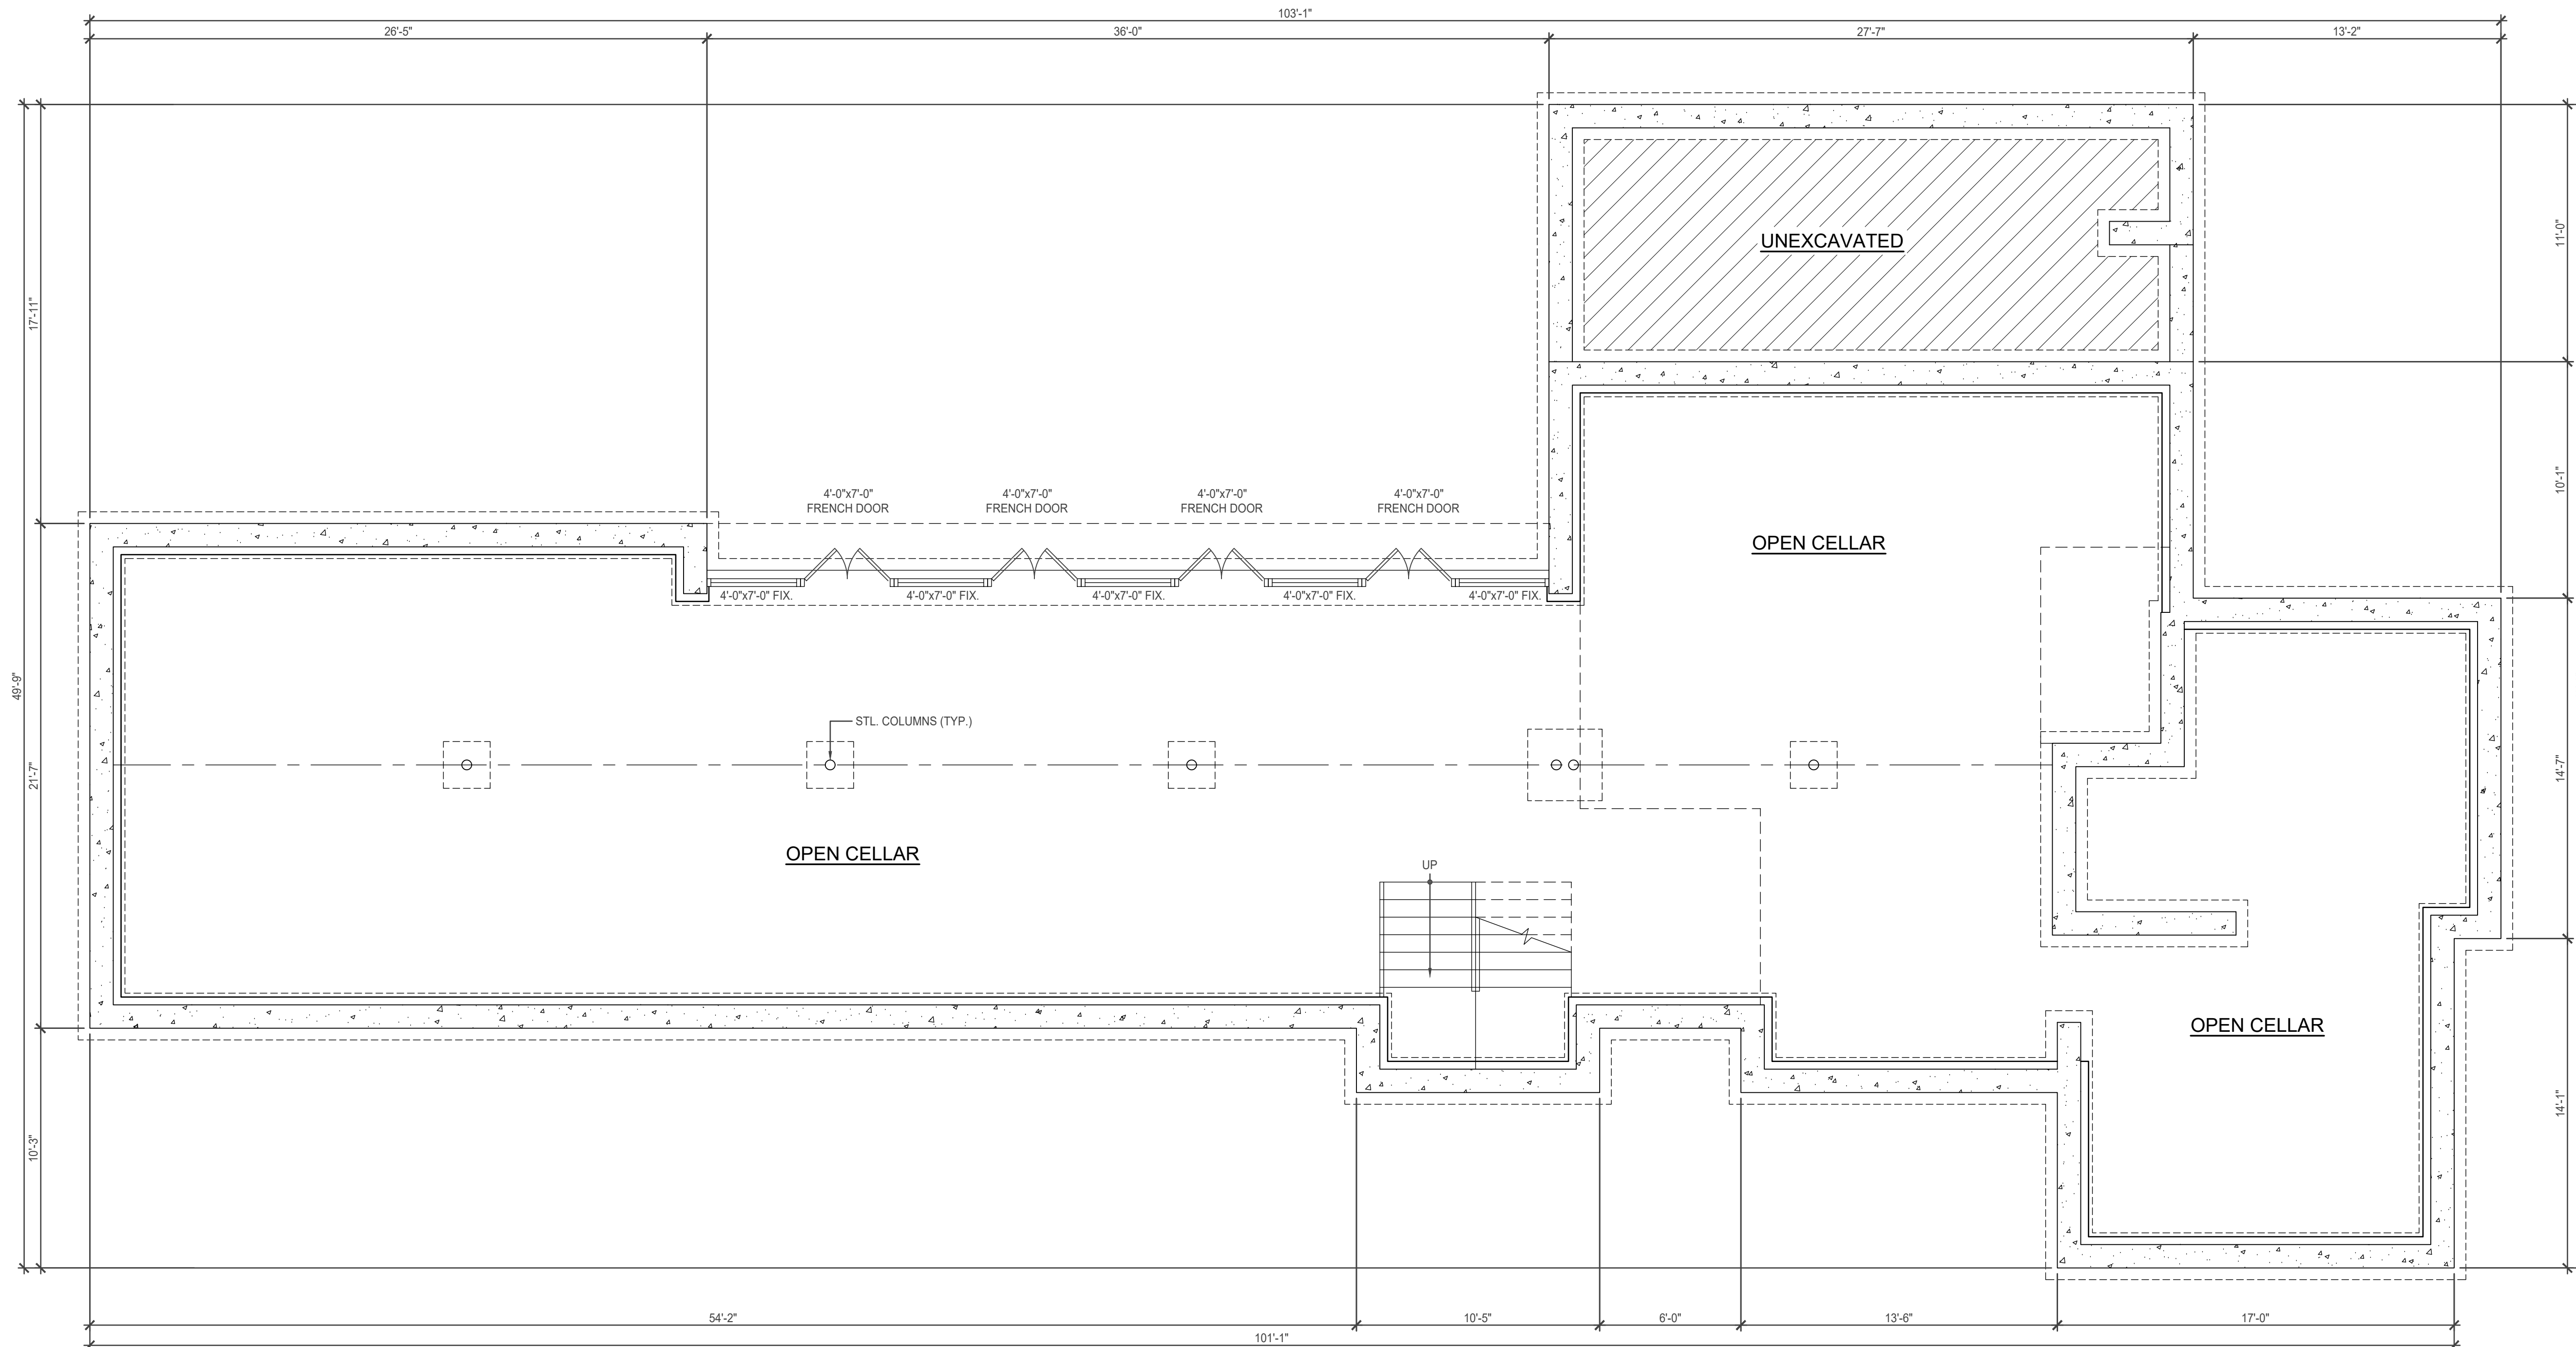 103'-1"
26'-5"
36'-0"
27'-7"
13'-2"
49'-9"
17'-11"
21'-7"
10'-3"
11'-0"
10'-1"
14'-7"
14'-1"
UNEXCAVATED
4'-0"x7'-0"
FRENCH DOOR
4'-0"x7'-0"
FRENCH DOOR
4'-0"x7'-0"
FRENCH DOOR
4'-0"x7'-0"
FRENCH DOOR
OPEN CELLAR
4'-0"x7'-0" FIX.
4'-0"x7'-0" FIX.
4'-0"x7'-0" FIX.
4'-0"x7'-0" FIX.
4'-0"x7'-0" FIX.
STL. COLUMNS (TYP.)
OPEN CELLAR
UP
OPEN CELLAR
54'-2"
10'-5"
6'-0"
13'-6"
17'-0"
101'-1"